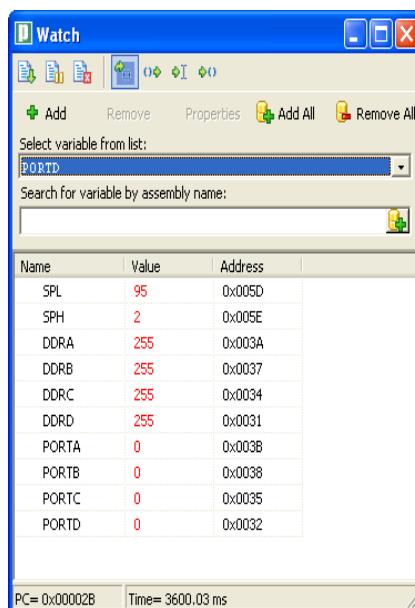 Watch
Add Remove Properties Add All Remove All
Select variable from list:
PORTD
Search for variable by assembly name:
Name Value Address
SPL 95 0x005D
SPH 2 0x005E
DDRA 255 0x003A
DDRB 255 0x0037
DDRC 255 0x0034
DDRD 255 0x0031
PORTA 0 0x003B
PORTB 0 0x0038
PORTC 0 0x0035
PORTD 0 0x0032
PC= 0x00002B Time= 3600.03 ms